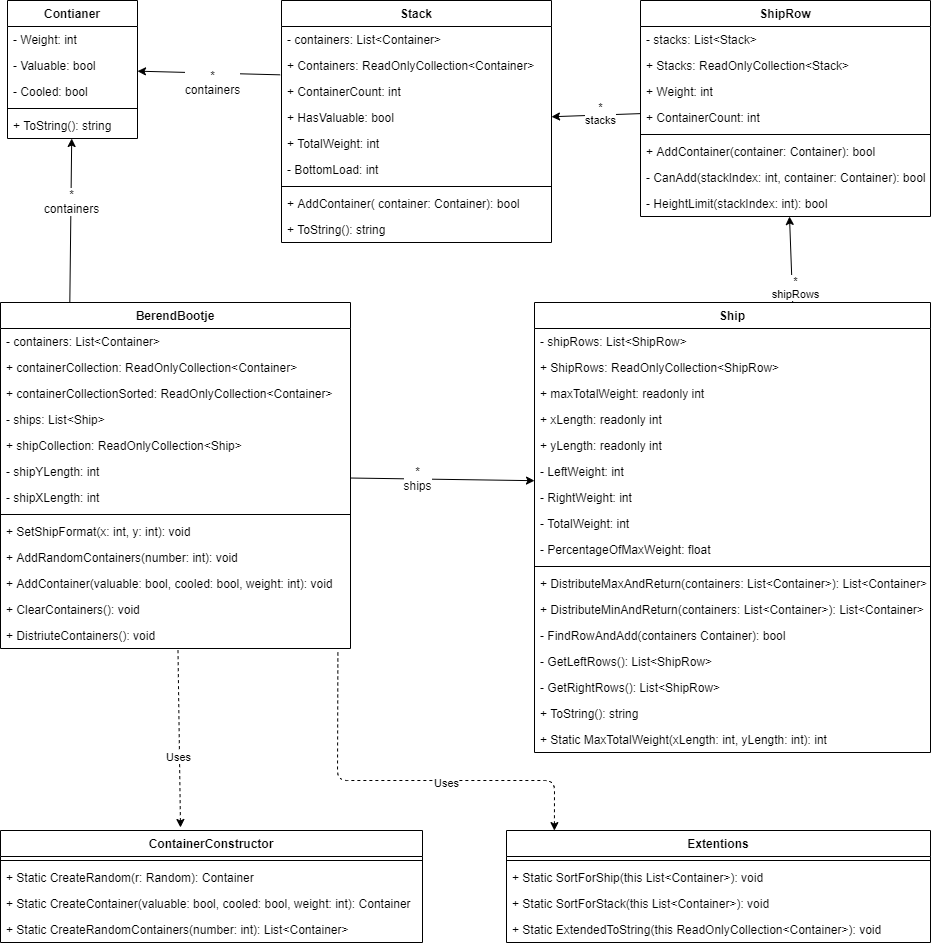 Contianer
- Weight: int
- Valuable: bool
- Cooled: bool
+ ToString(): string
Stack
- containers: List<Container>
+ Containers: ReadOnlyCollection<Container>
+ ContainerCount: int
+ HasValuable: bool
+ TotalWeight: int
- BottomLoad: int
+ AddContainer( container: Container): bool
+ ToString(): string
ShipRow
- stacks: List<Stack>
+ Stacks: ReadOnlyCollection<Stack>
+ Weight: int
+ ContainerCount: int
+ AddContainer(container: Container): bool
- CanAdd(stackIndex: int, container: Container): bool
- HeightLimit(stackIndex: int): bool
*
containers
*
stacks
*
containers
*
shipRows
BerendBootje
- containers: List<Container>
+ containerCollection: ReadOnlyCollection<Container>
+ containerCollectionSorted: ReadOnlyCollection<Container>
- ships: List<Ship>
+ shipCollection: ReadOnlyCollection<Ship>
- shipYLength: int
- shipXLength: int
+ SetShipFormat(x: int, y: int): void
+ AddRandomContainers(number: int): void
+ AddContainer(valuable: bool, cooled: bool, weight: int): void
+ ClearContainers(): void
+ DistriuteContainers(): void
*
ships
Ship
- shipRows: List<ShipRow>
+ ShipRows: ReadOnlyCollection<ShipRow>
+ maxTotalWeight: readonly int
+ xLength: readonly int
+ yLength: readonly int
- LeftWeight: int
- RightWeight: int
- TotalWeight: int
- PercentageOfMaxWeight: float
+ DistributeMaxAndReturn(containers: List<Container>): List<Container>
+ DistributeMinAndReturn(containers: List<Container>): List<Container>
- FindRowAndAdd(containers Container): bool
- GetLeftRows(): List<ShipRow>
- GetRightRows(): List<ShipRow>
+ ToString(): string
+ Static MaxTotalWeight(xLength: int, yLength: int): int
Uses
Uses
ContainerConstructor
+ Static CreateRandom(r: Random): Container
+ Static CreateContainer(valuable: bool, cooled: bool, weight: int): Container
+ Static CreateRandomContainers(number: int): List<Container>
Extentions
+ Static SortForShip(this List<Container>): void
+ Static SortForStack(this List<Container>): void
+ Static ExtendedToString(this ReadOnlyCollection<Container>): void